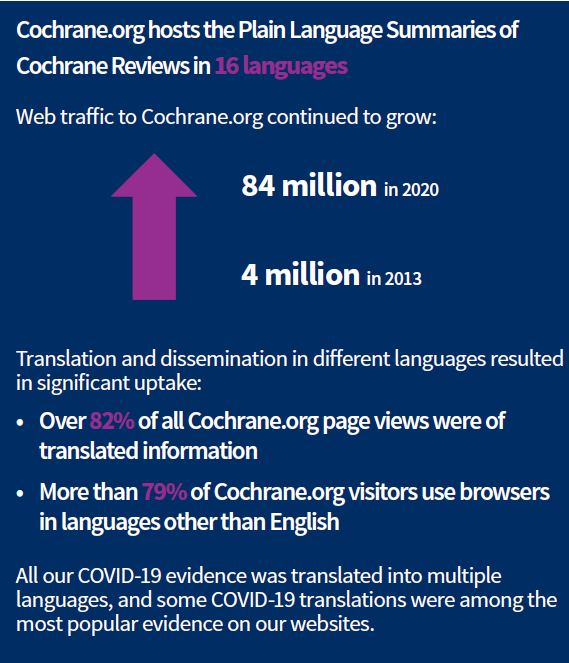 Cochrane.org hosts the Plain Language Summaries of
Cochrane Reviews in 16 languages
Web traffic to Cochrane.org continued to grow:
84 million in 2020
4 million in 2013
Translation and dissemination in different languages resulted
in significant uptake:
• Over 82% of all Cochrane.org page views were of
translated information
• More than 79% of Cochrane.org visitors use browsers
in languages other than English
All our COVID-19 evidence was translated into multiple
languages, and some COVID-19 translations were among the
most popular evidence on our websites.